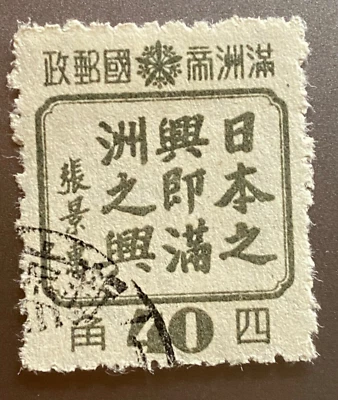 滿洲帝國郵政
日本之
興即滿
洲之興
張景惠
四 40 角